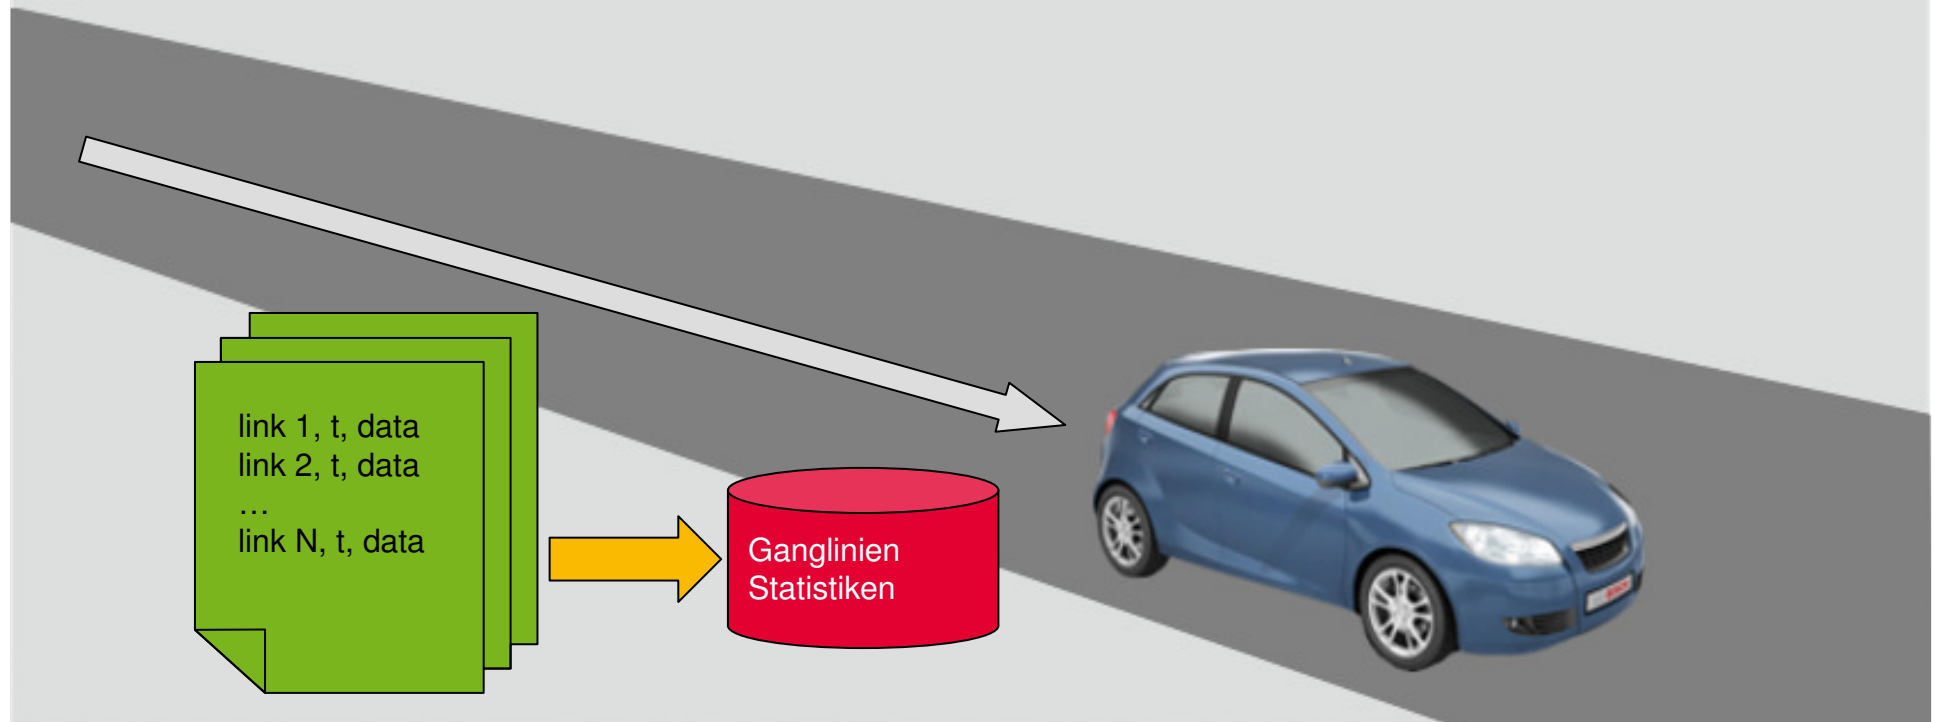 link 1, t, data
link 2, t, data
…
link N, t, data
Ganglinien
Statistiken